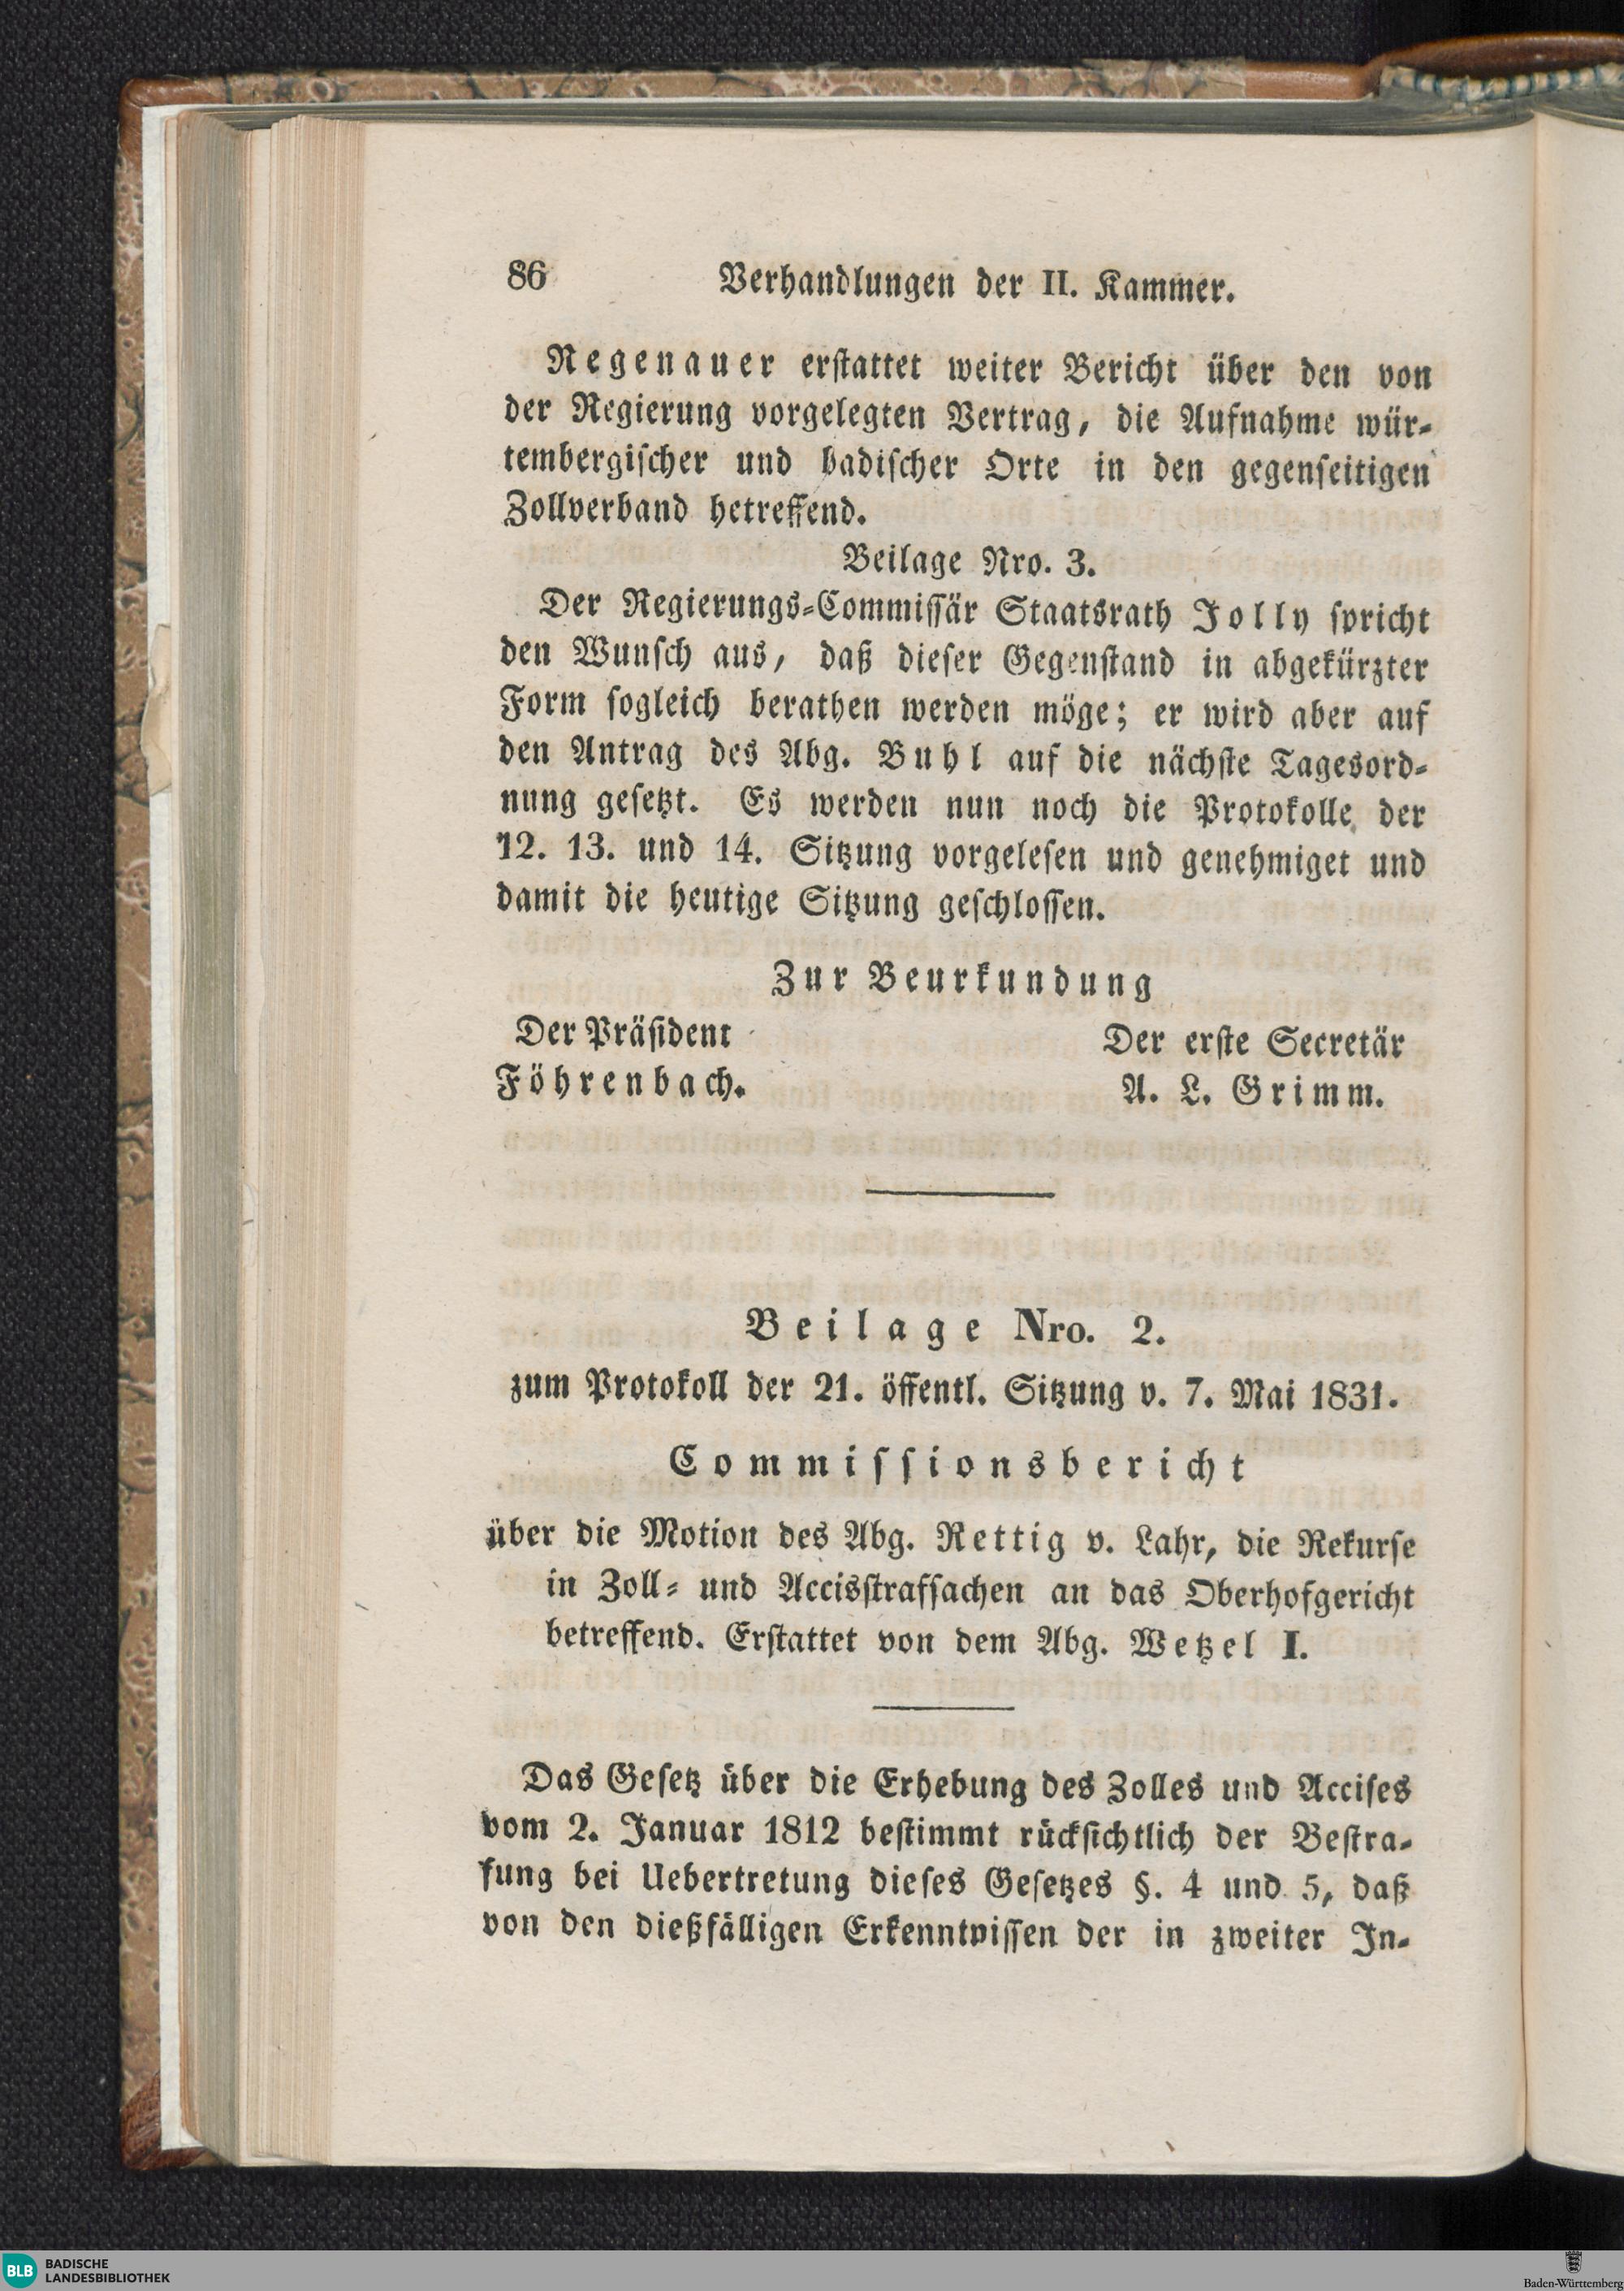 86 Verhandlungen der II. Kammer.
Regenauer erstattet weiter Bericht über den von
der Regierung vorgelegten Vertrag, die Aufnahme wür-
tembergischer und badischer Orte in den gegenseitigen
Zollverband betreffend.
Beilage Nro. 3.
Der Regierungs-Commissär Staatsrath Jolly spricht
den Wunsch aus, daß dieser Gegenstand in abgekürzter
Form sogleich berathen werden möge; er wird aber auf
den Antrag des Abg. Buhl auf die nächste Tagesord-
nung gesetzt. Es werden nun noch die Protokolle der
12. 13. und 14. Sitzung vorgelesen und genehmiget und
damit die heutige Sitzung geschlossen.
Zur Beurkundung
Der Präsident Der erste Secretär
Föhrenbach. A. L. Grimm.
Beilage Nro. 2.
zum Protokoll der 21. öffentl. Sitzung v. 7. Mai 1831.
Commissionsbericht
über die Motion des Abg. Rettig v. Lahr, die Rekurse
in Zoll- und Accisstrafsachen an das Oberhofgericht
betreffend. Erstattet von dem Abg. Wetzel I.
Das Gesetz über die Erhebung des Zolles und Accises
vom 2. Januar 1812 bestimmt rücksichtlich der Bestra-
fung bei Uebertretung dieses Gesetzes §. 4 und 5, daß
von den dießfälligen Erkenntnissen der in zweiter In-
BLB BADISCHE
LANDESBIBLIOTHEK
Baden-Württemberg